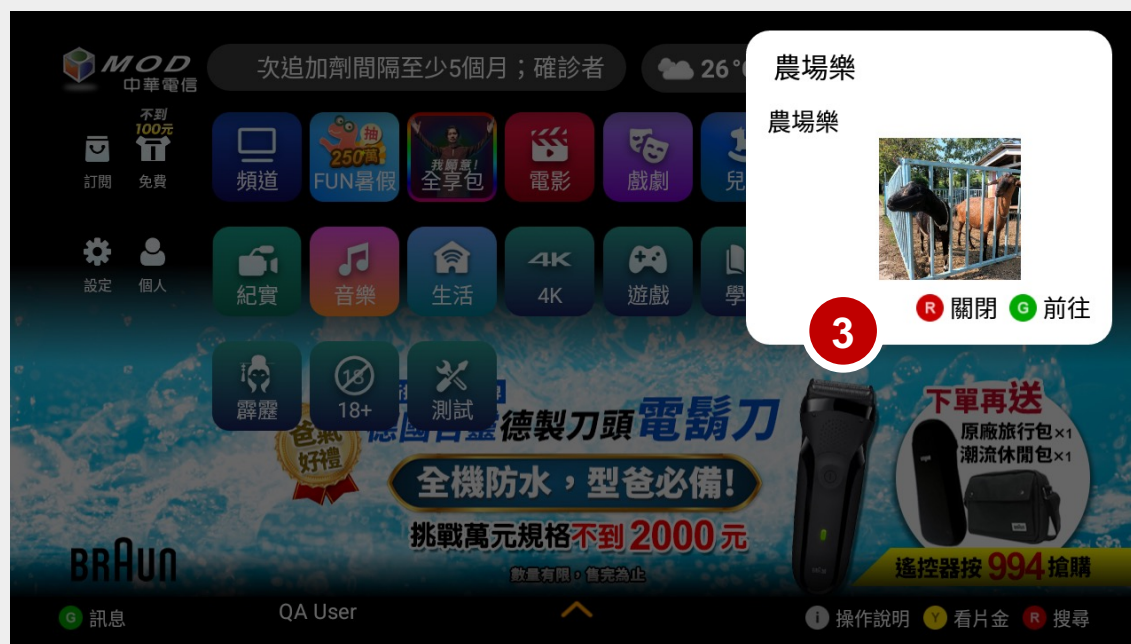 MOD
中華電信
次追加劑間隔至少5個月；確診者
26°
農場樂
農場樂
R 關閉 G 前往
3
不到
100元
訂閱
免費
頻道
抽
250萬
FUN暑假
我願意!
全享包
電影
戲劇
兒
設定
個人
紀實
音樂
生活
4K
4K
遊戲
學
霹靂
18
18+
測試
爸氣
好禮
德國百靈德製刀頭電鬍刀
全機防水，型爸必備!
挑戰萬元規格不到2000元
數量有限，售完為止
下單再送
原廠旅行包×1
潮流休閒包×1
BRAUN
遙控器按 994 搶購
G 訊息
QA User
i 操作說明
Y 看片金
R 搜尋